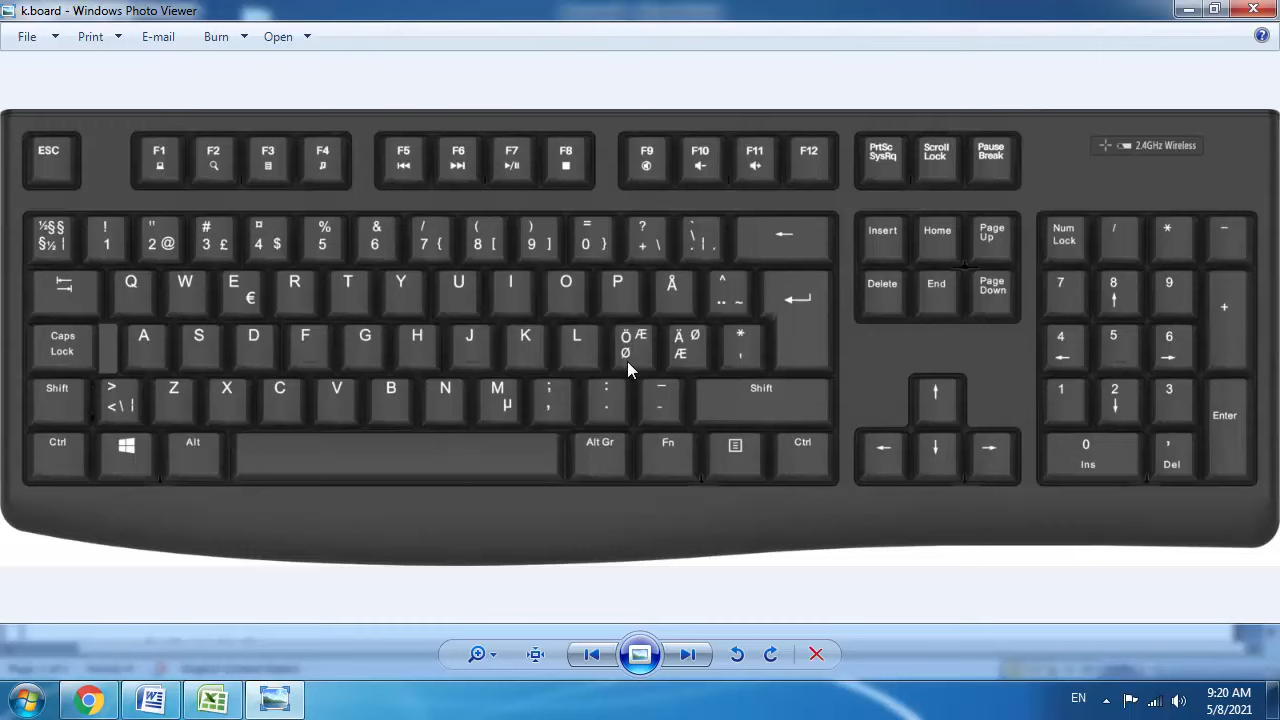 k.board - Windows Photo Viewer
File Print E-mail Burn Open
ESC F1 F2 F3 F4 F5 F6 F7 F8 F9 F10 F11 F12 PrtSc SysRq Scroll Lock Pause Break 2.4GHz Wireless
½§§ ! " # ¤ % & / ( ) = ? `
§½ | 1 2 @ 3 £ 4 $ 5 6 7 { 8 [ 9 ] 0 } + \ Insert Home Page Up Num Lock / * -
Q W E € R T Y U I O P Å ^ ¨ ~ Delete End Page Down 7 8 9 +
Caps Lock A S D F G H J K L Ö Æ Ø Ä Ø Æ * ' 4 5 6
Shift > < \ | Z X C V B N M µ ; , : . _ - Shift 1 2 3 Enter
Ctrl Alt Alt Gr Fn Ctrl 0 Ins , Del
EN 9:20 AM
5/8/2021